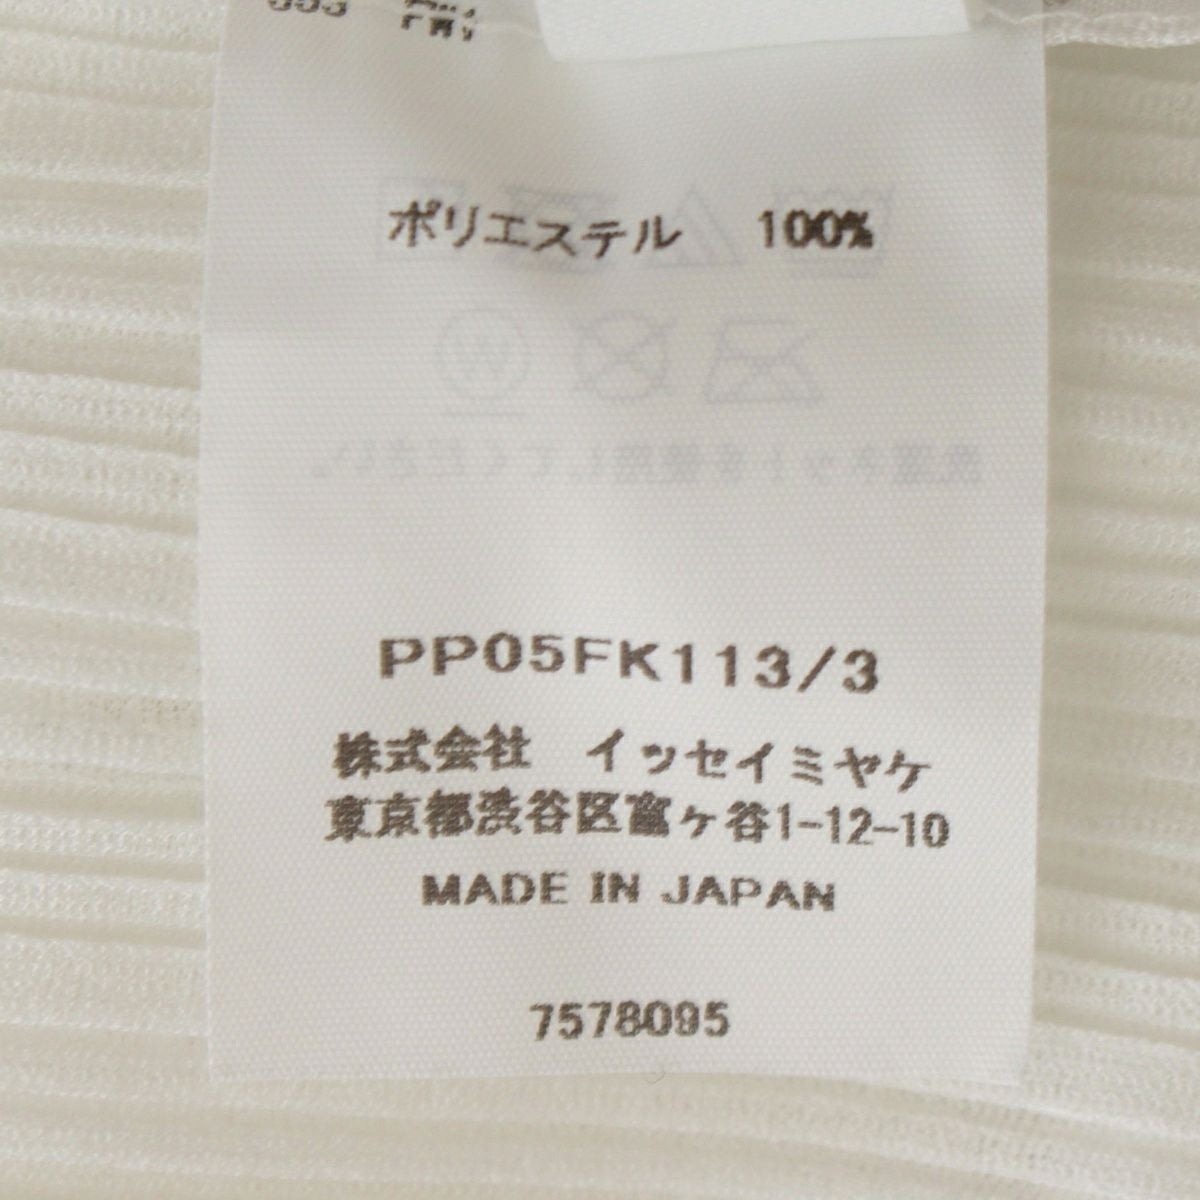 ポリエステル 100%
PP05FK113/3
株式会社 イッセイミヤケ
東京都渋谷区富ヶ谷1-12-10
MADE IN JAPAN
7578095